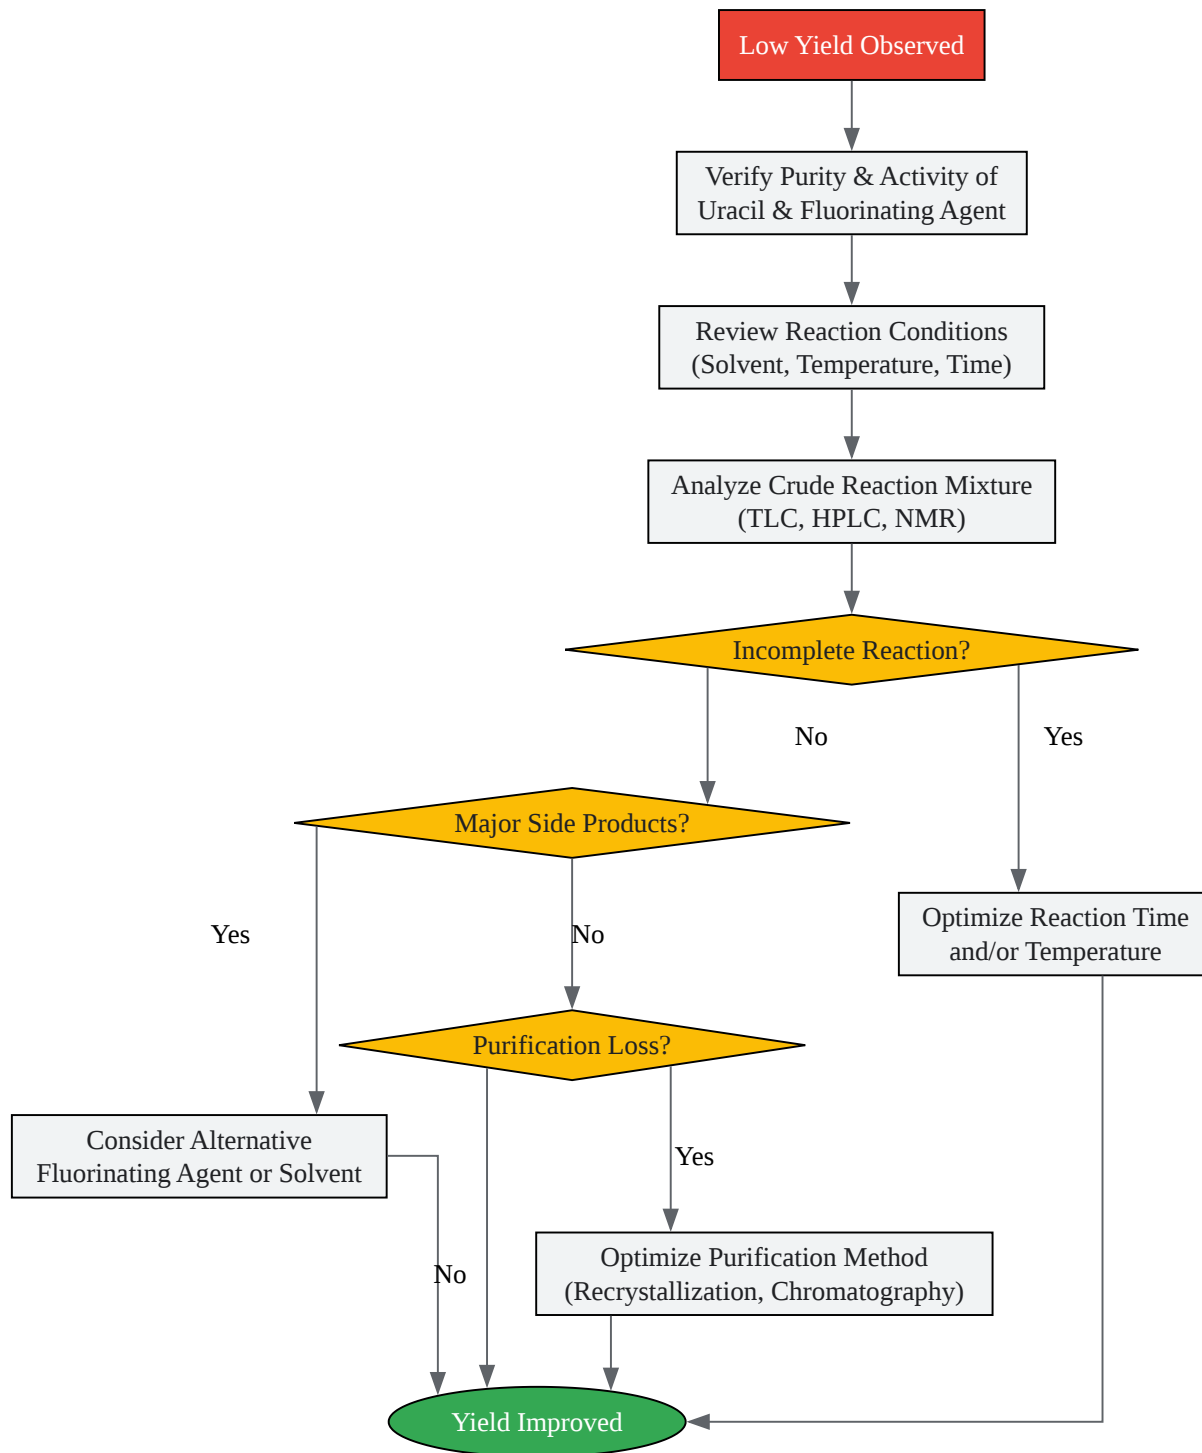 Low Yield Observed
Verify Purity & Activity of
Uracil & Fluorinating Agent
Review Reaction Conditions
(Solvent, Temperature, Time)
Analyze Crude Reaction Mixture
(TLC, HPLC, NMR)
Incomplete Reaction?
No
Yes
Major Side Products?
Optimize Reaction Time
and/or Temperature
Yes
No
Purification Loss?
Consider Alternative
Fluorinating Agent or Solvent
Yes
No
Optimize Purification Method
(Recrystallization, Chromatography)
Yield Improved